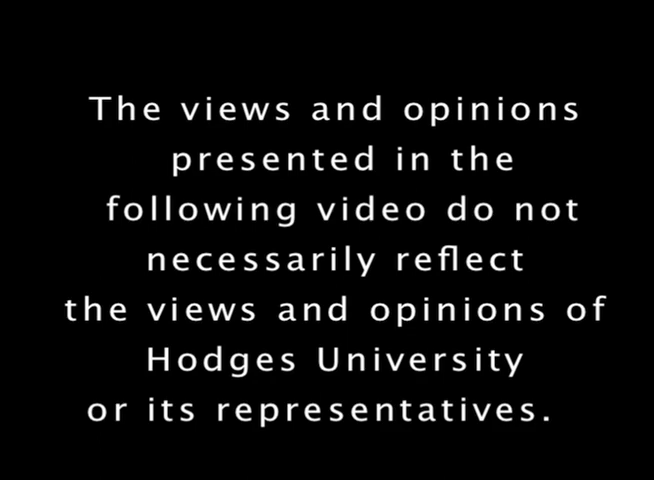 The views and opinions
presented in the
following video do not
necessarily reflect
the views and opinions of
Hodges University
or its representatives.